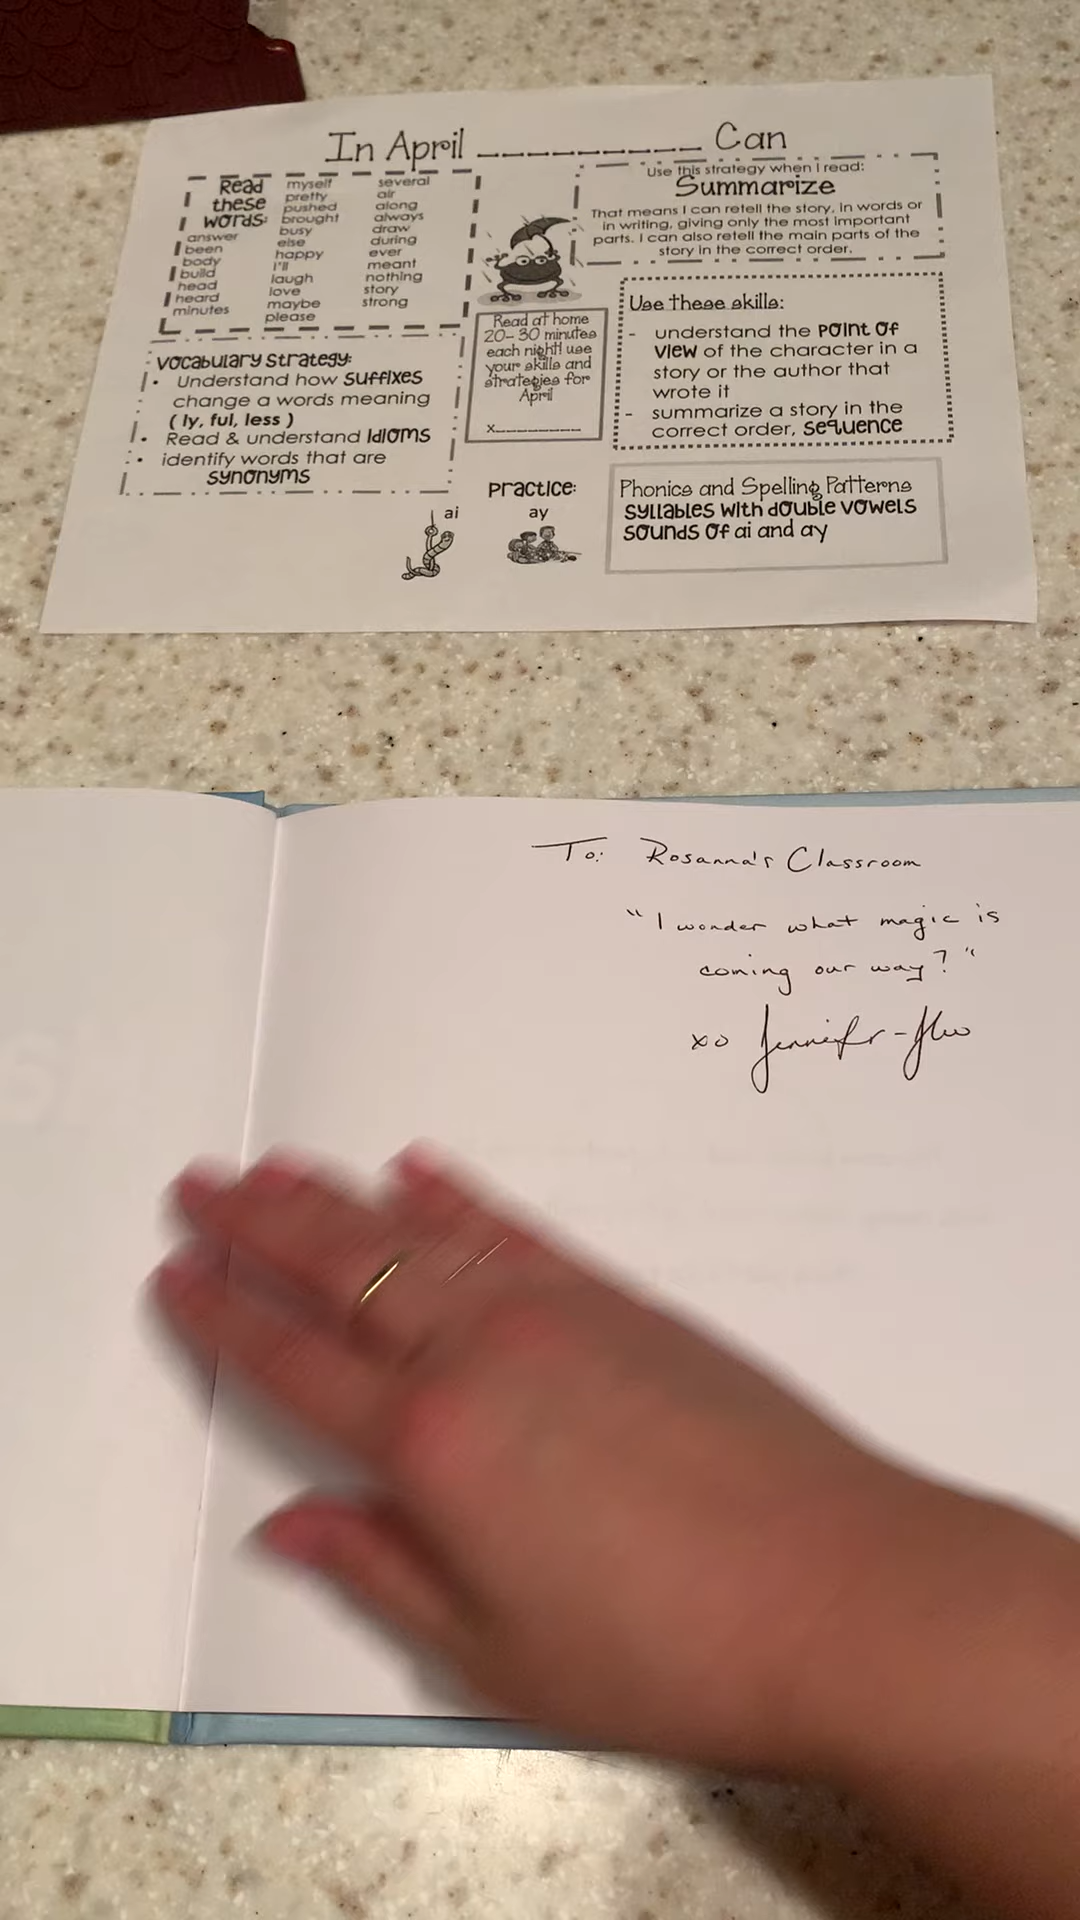 In April __________ Can
Read
these
words:
answer
been
body
build
head
heard
minutes
myself
pretty
pushed
brought
busy
else
happy
I'll
laugh
love
maybe
please
several
air
along
always
draw
during
ever
meant
nothing
story
strong
Use this strategy when I read:
Summarize
That means I can retell the story, in words or
in writing, giving only the most important
parts. I can also retell the main parts of the
story in the correct order.
Vocabulary Strategy:
• Understand how suffixes
change a words meaning
( ly, ful, less )
• Read & understand Idioms
• identify words that are
synonyms
Read at home
20-30 minutes
each night! use
your skills and
strategies for
April
x__________
Use these skills:
- understand the Point of
View of the character in a
story or the author that
wrote it
- summarize a story in the
correct order, sequence
Practice:
ai
ay
Phonics and Spelling Patterns
syllables with double vowels
sounds of ai and ay
To: Rosanna's Classroom
"I wonder what magic is
coming our way?"
xo Jennifer